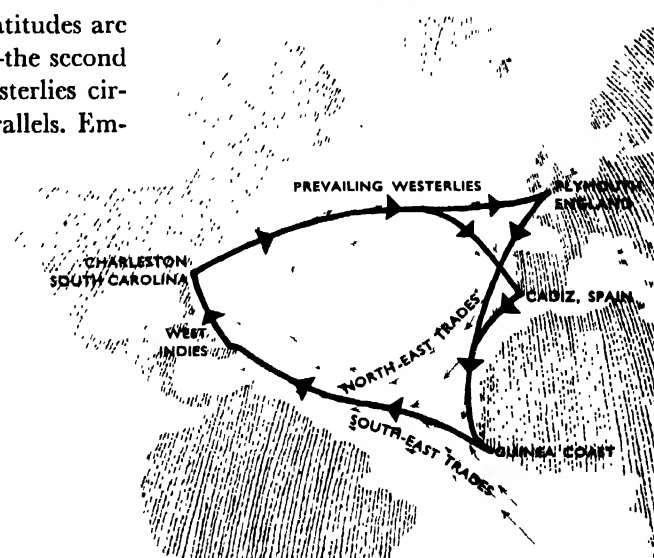 atitudes are
-the second
sterlies cir-
rallels. Em-
PREVAILING WESTERLIES
PLYMOUTH
ENGLAND
CHARLESTON
SOUTH CAROLINA
CADIZ, SPAIN
WEST
INDIES
NORTH-EAST TRADES
SOUTH-EAST TRADES
GUINEA COAST